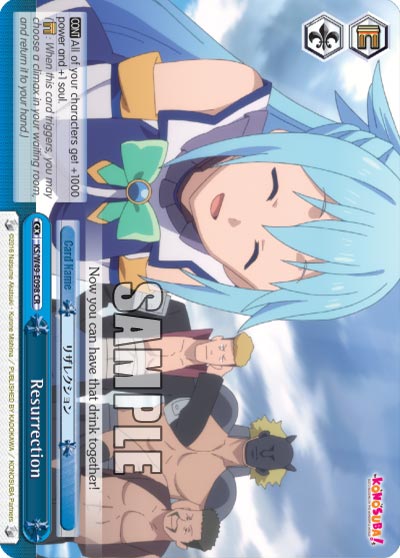 CONT All of your characters get +1000
power and +1 soul.
( : When this card triggers, you may
choose a climax in your waiting room,
and return it to your hand.)
Now you can have that drink together!
SAMPLE
Card Name
リザレクション
CC
KS/W49-E098 CR
Resurrection
©2016 Natsume Akatsuki・Kurone Mishima / PUBLISHED BY KADOKAWA / KONOSUBA Partners
KONOSUBA!